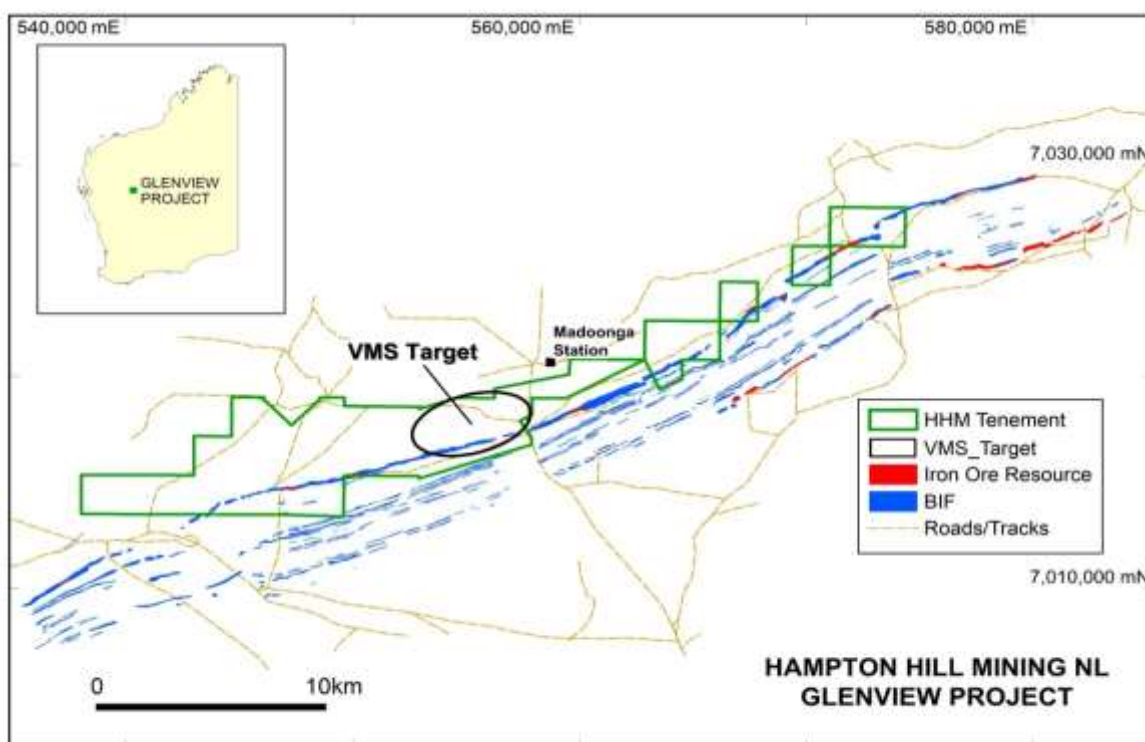 540,000 mE
560,000 mE
580,000 mE
7,030,000 mN
GLENVIEW
PROJECT
Madoonga
Station
VMS Target
HHM Tenement
VMS_Target
Iron Ore Resource
BIF
Roads/Tracks
7,010,000 mN
0
10km
HAMPTON HILL MINING NL
GLENVIEW PROJECT